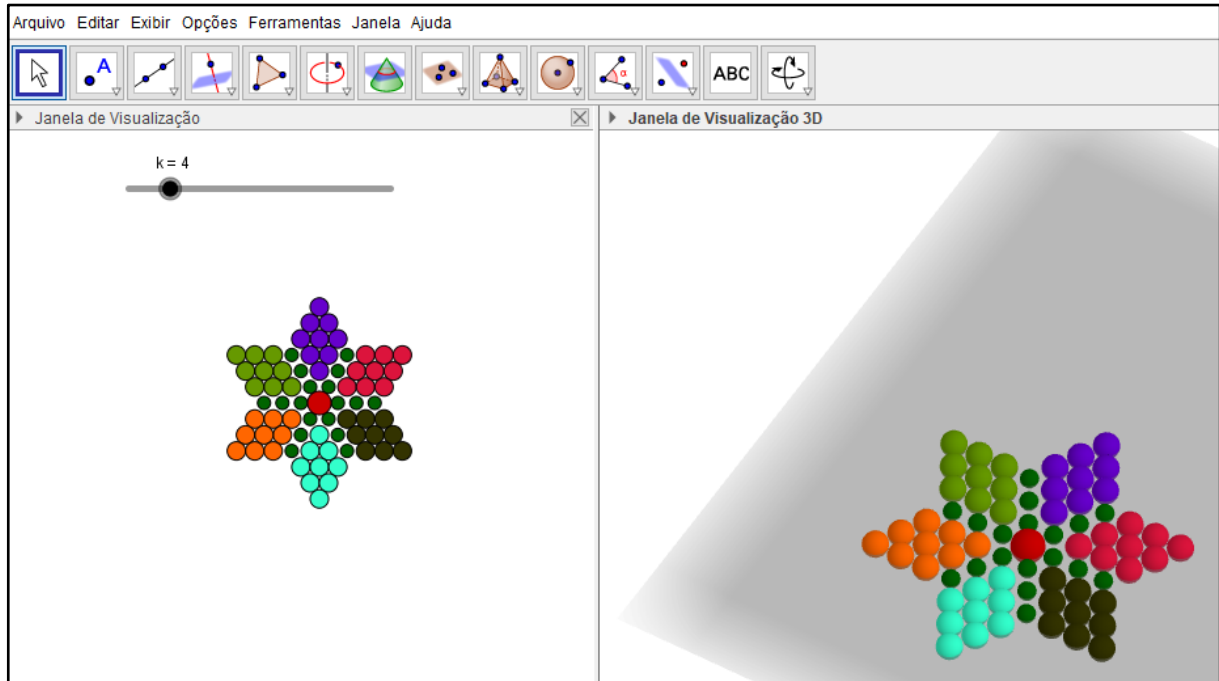 Arquivo Editar Exibir Opções Ferramentas Janela Ajuda
A
α
ABC
Janela de Visualização
Janela de Visualização 3D
k = 4